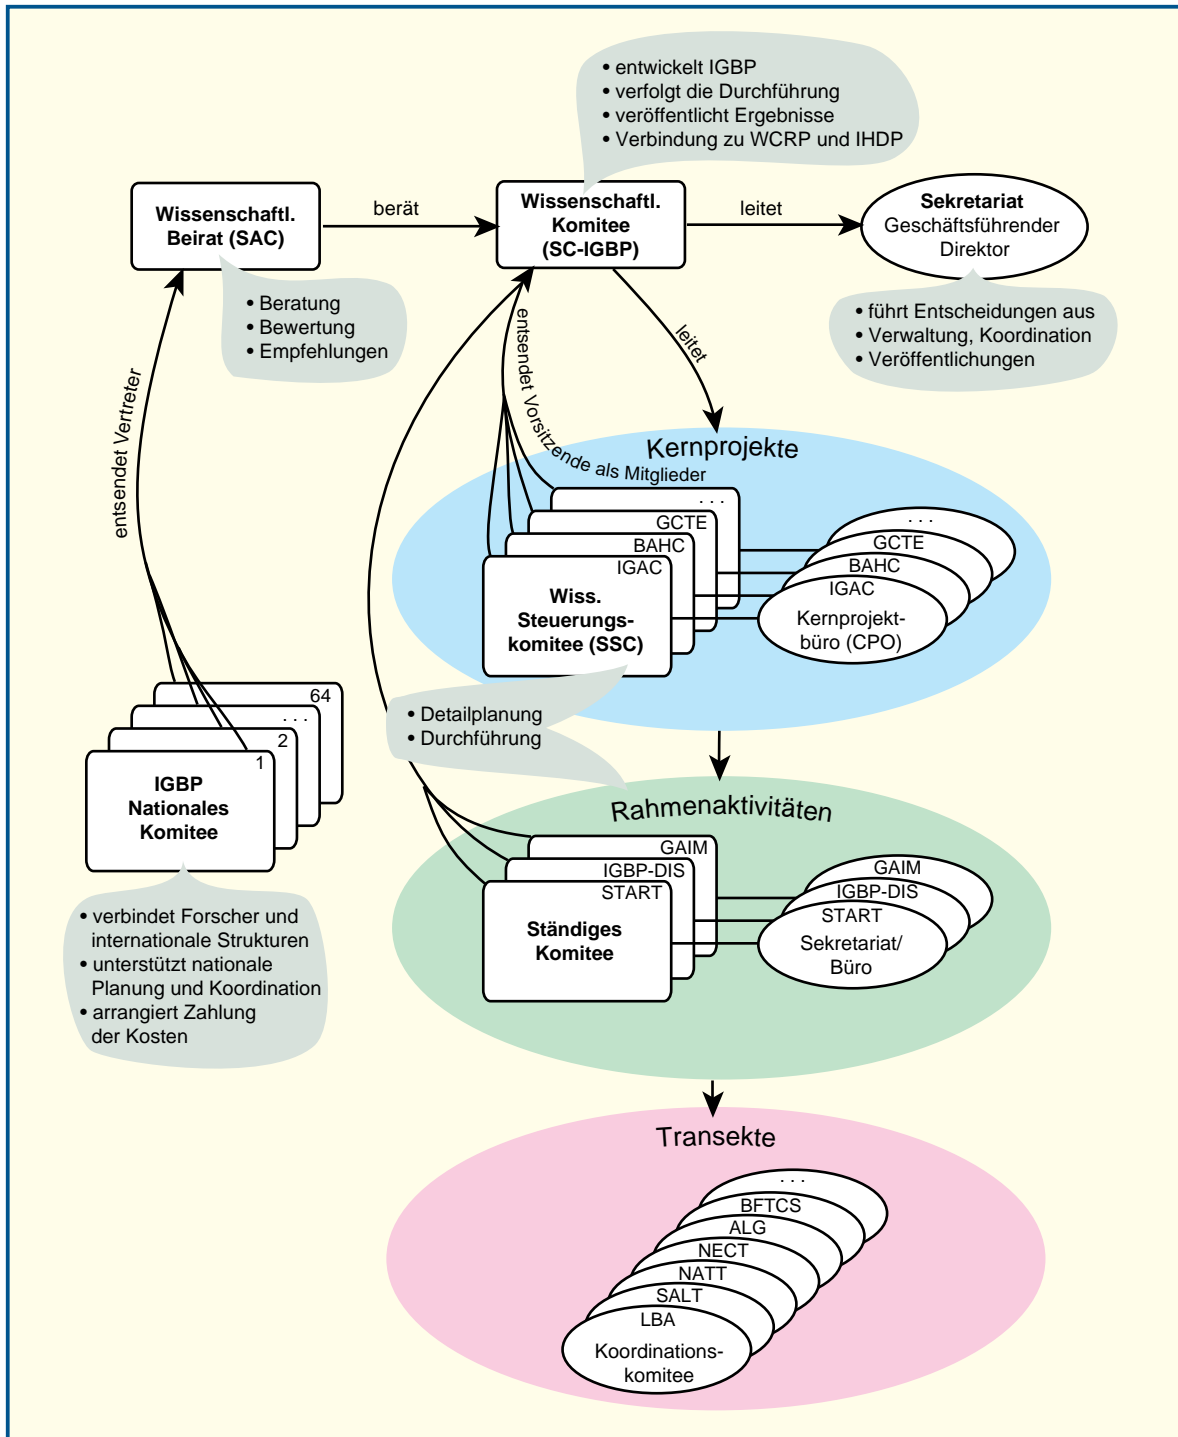 • entwickelt IGBP
• verfolgt die Durchführung
• veröffentlicht Ergebnisse
• Verbindung zu WCRP und IHDP
Wissenschaftl.
Beirat (SAC)
berät
Wissenschaftl.
Komitee
(SC-IGBP)
leitet
Sekretariat
Geschäftsführender
Direktor
• Beratung
• Bewertung
• Empfehlungen
• führt Entscheidungen aus
• Verwaltung, Koordination
• Veröffentlichungen
entsendet Vertreter
entsendet Vorsitzende als Mitglieder
leitet
Kernprojekte
. . .
GCTE
BAHC
IGAC
Wiss.
Steuerungs-
komitee (SSC)
. . .
GCTE
BAHC
IGAC
Kernprojekt-
büro (CPO)
• Detailplanung
• Durchführung
64
. . .
2
1
IGBP
Nationales
Komitee
• verbindet Forscher und
internationale Strukturen
• unterstützt nationale
Planung und Koordination
• arrangiert Zahlung
der Kosten
Rahmenaktivitäten
GAIM
IGBP-DIS
START
Ständiges
Komitee
GAIM
IGBP-DIS
START
Sekretariat/
Büro
Transekte
. . .
BFTCS
ALG
NECT
NATT
SALT
LBA
Koordinations-
komitee